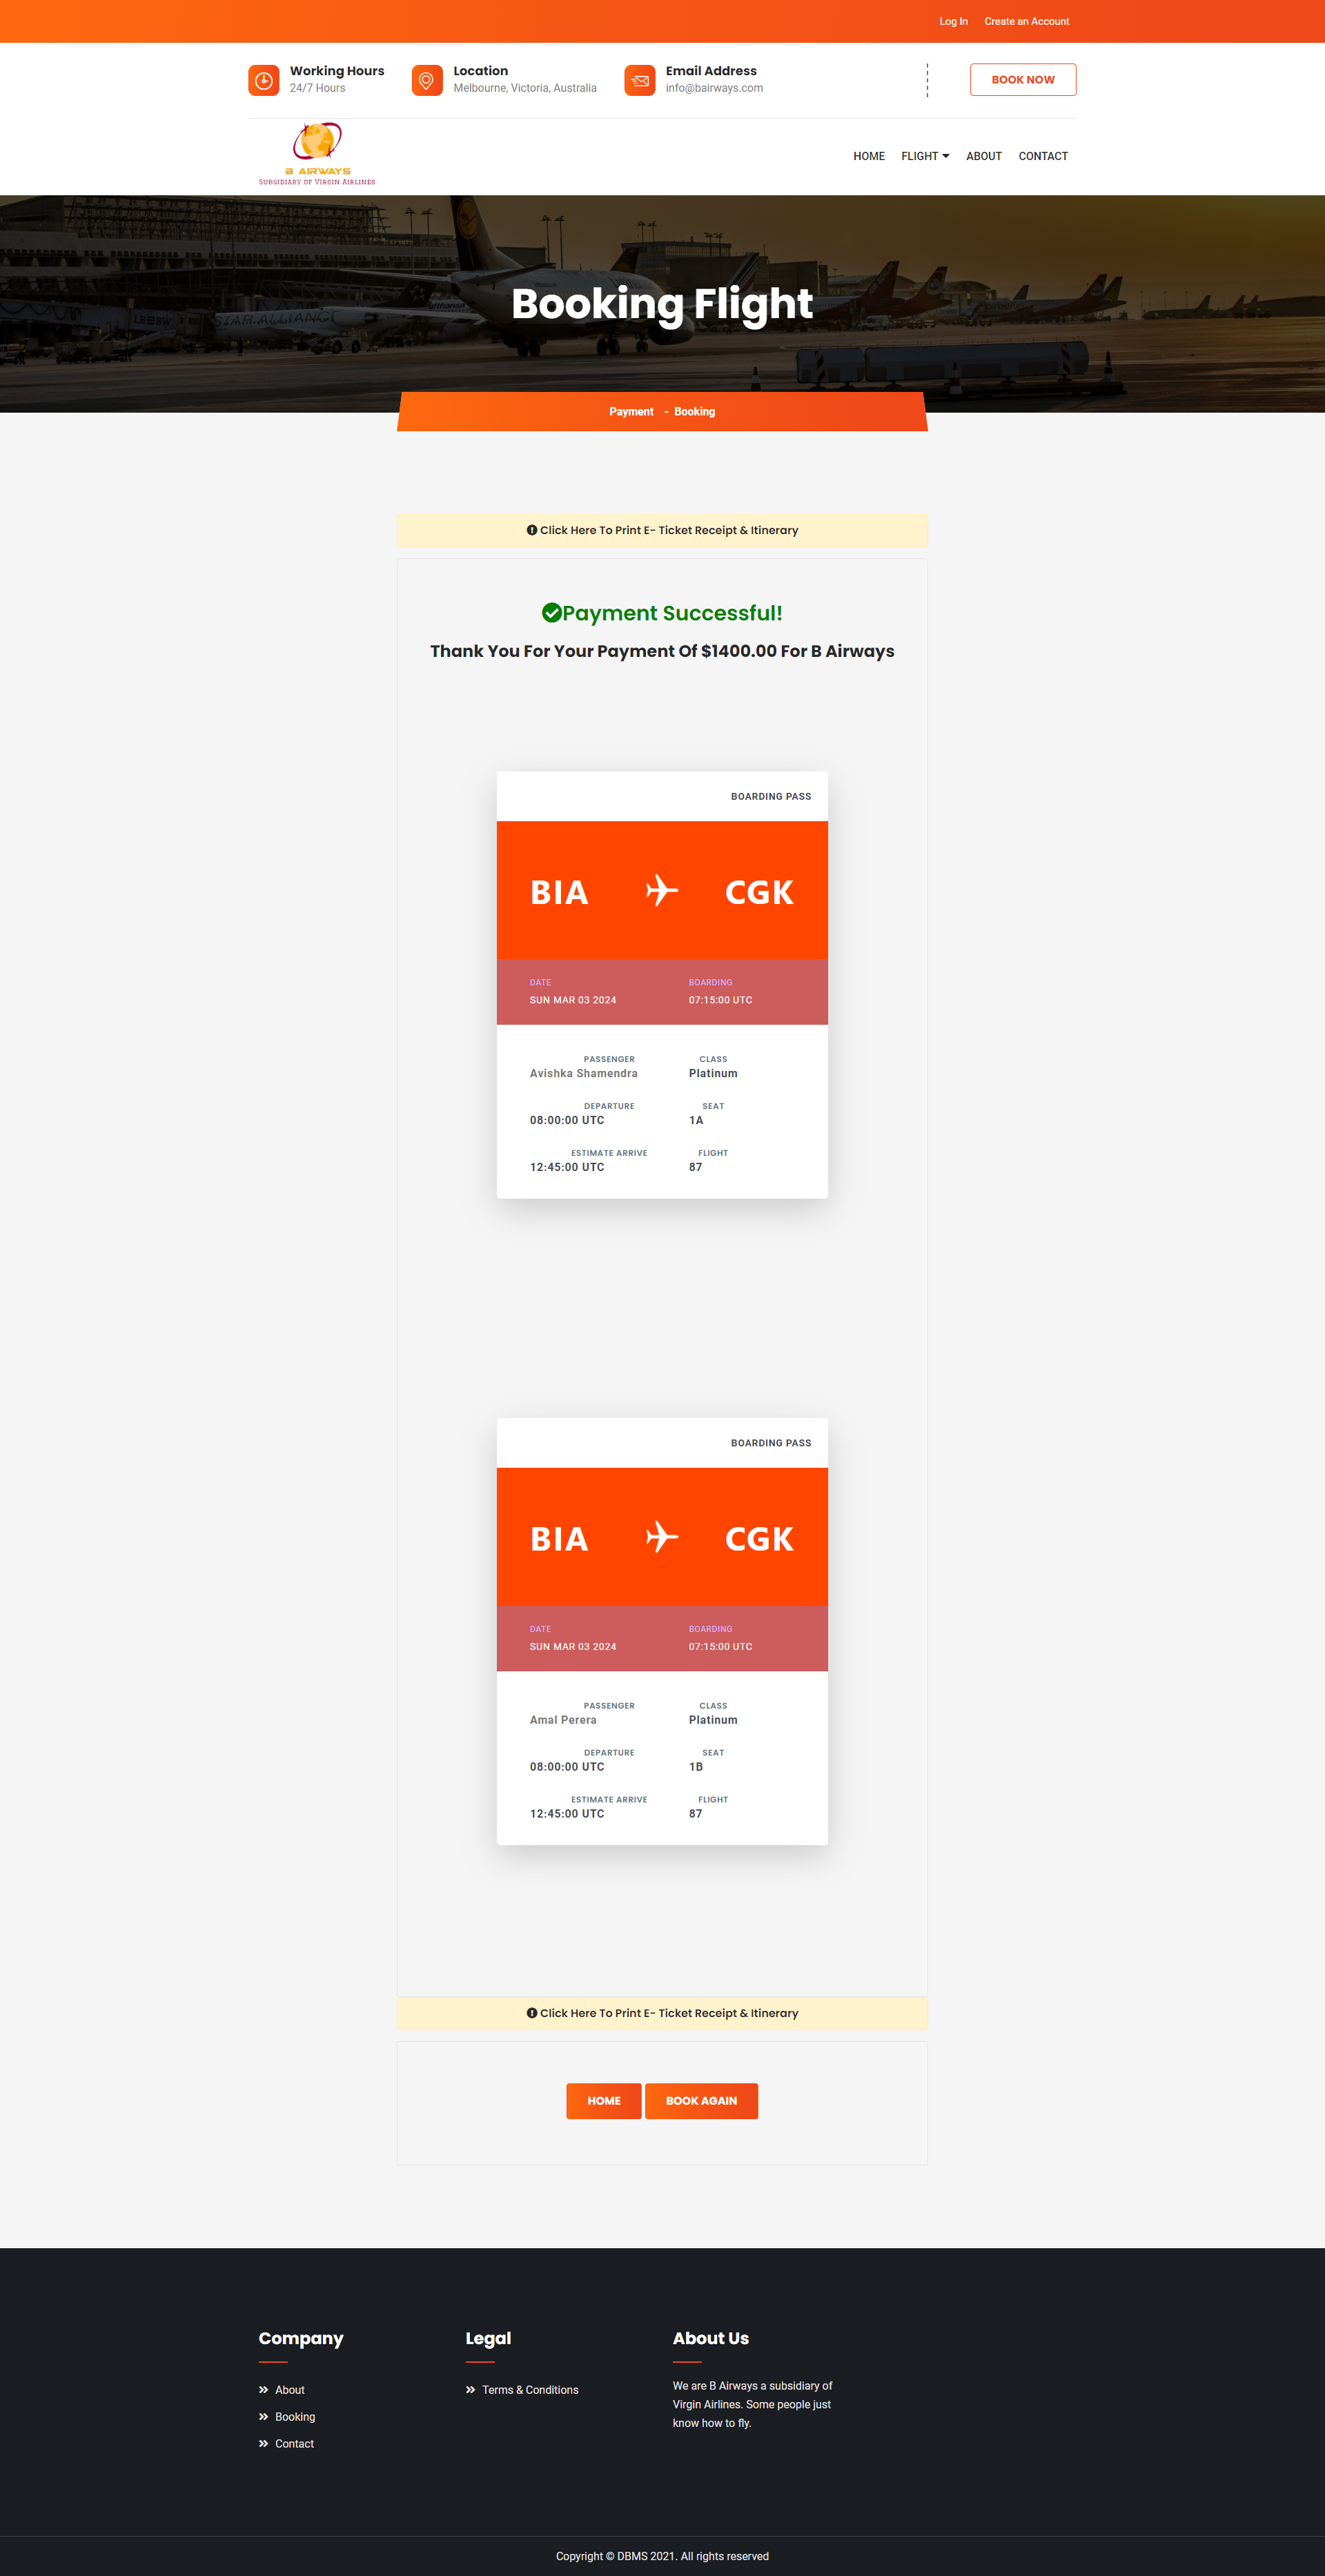 Log In Create an Account
Working Hours
24/7 Hours
Location
Melbourne, Victoria, Australia
Email Address
info@bairways.com
BOOK NOW
B AIRWAYS
Subsidiary of Virgin Airlines
HOME FLIGHT ABOUT CONTACT
Booking Flight
Payment - Booking
Click Here To Print E- Ticket Receipt & Itinerary
Payment Successful!
Thank You For Your Payment Of $1400.00 For B Airways
BOARDING PASS
BIA CGK
DATE BOARDING
SUN MAR 03 2024 07:15:00 UTC
PASSENGER CLASS
Avishka Shamendra Platinum
DEPARTURE SEAT
08:00:00 UTC 1A
ESTIMATE ARRIVE FLIGHT
12:45:00 UTC 87
BOARDING PASS
BIA CGK
DATE BOARDING
SUN MAR 03 2024 07:15:00 UTC
PASSENGER CLASS
Amal Perera Platinum
DEPARTURE SEAT
08:00:00 UTC 1B
ESTIMATE ARRIVE FLIGHT
12:45:00 UTC 87
Click Here To Print E- Ticket Receipt & Itinerary
HOME BOOK AGAIN
Company
About
Booking
Contact
Legal
Terms & Conditions
About Us
We are B Airways a subsidiary of
Virgin Airlines. Some people just
know how to fly.
Copyright © DBMS 2021. All rights reserved